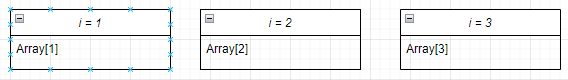 i = 1
i = 2
i = 3
Array[1]
Array[2]
Array[3]